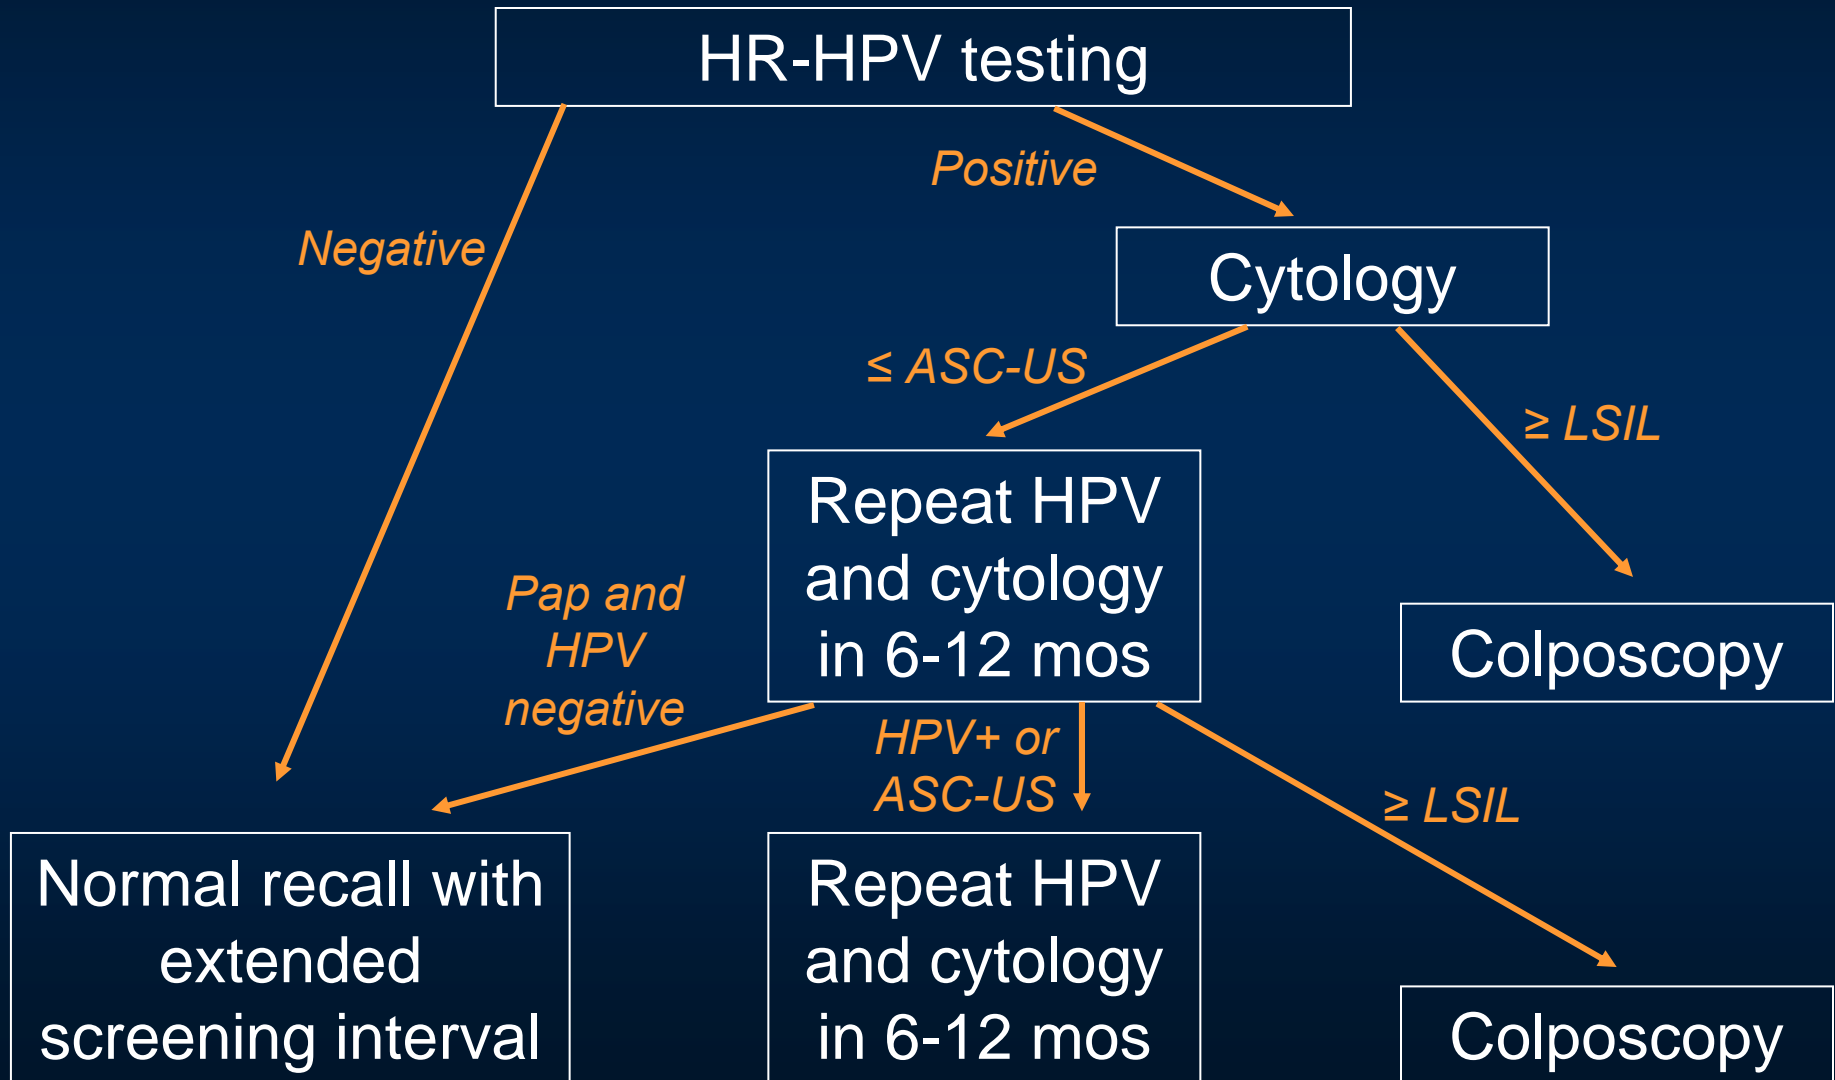 HR-HPV testing
Positive
Negative
Cytology
≤ ASC-US
≥ LSIL
Repeat HPV
and cytology
in 6-12 mos
Pap and
HPV
negative
Colposcopy
HPV+ or
ASC-US
≥ LSIL
Normal recall with
extended
screening interval
Repeat HPV
and cytology
in 6-12 mos
Colposcopy